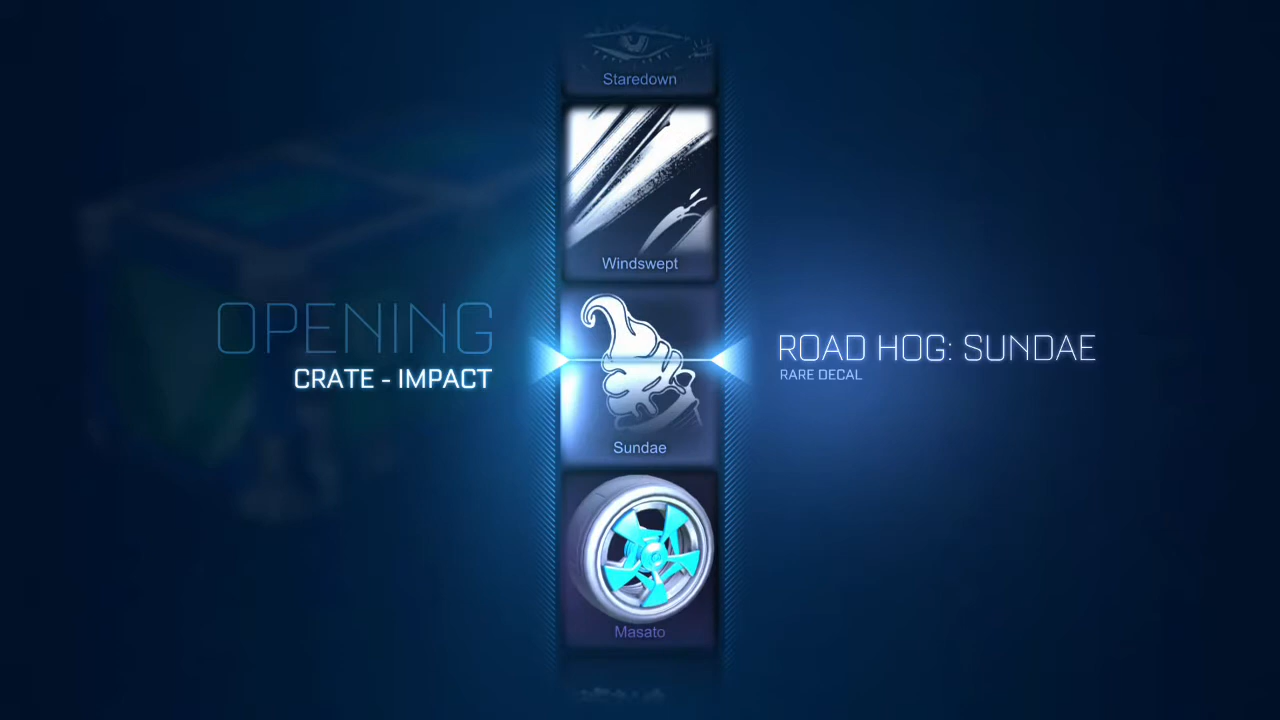 Staredown
Windswept
OPENING
CRATE - IMPACT
ROAD HOG: SUNDAE
RARE DECAL
Sundae
Masato